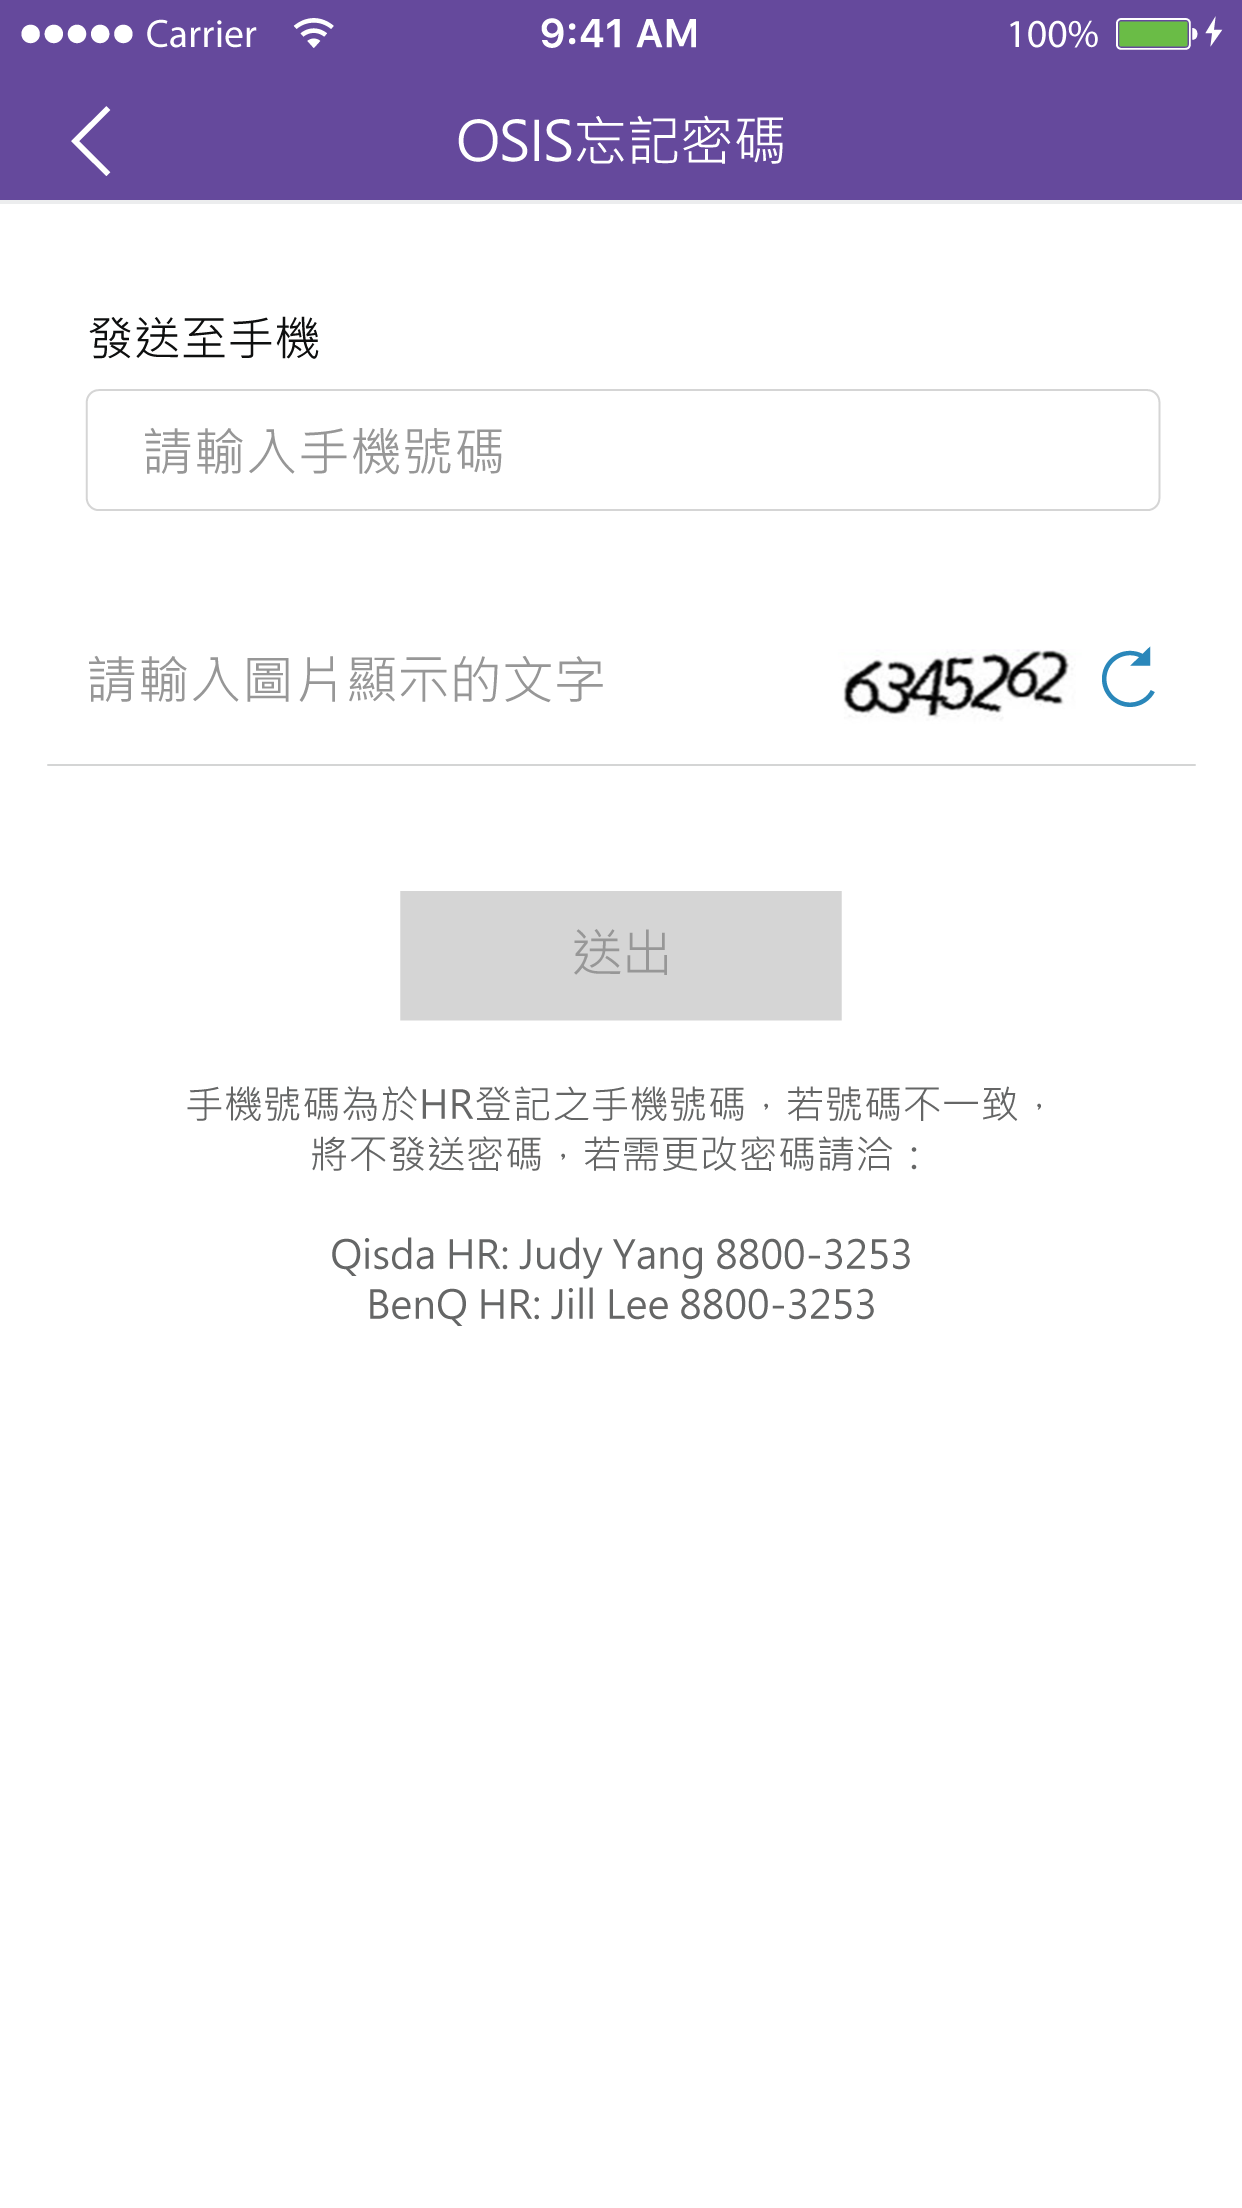 Carrier 9:41 AM 100%
OSIS忘記密碼
發送至手機
請輸入手機號碼
請輸入圖片顯示的文字 6345262
送出
手機號碼為於HR登記之手機號碼，若號碼不一致，
將不發送密碼，若需更改密碼請洽：
Qisda HR: Judy Yang 8800-3253
BenQ HR: Jill Lee 8800-3253